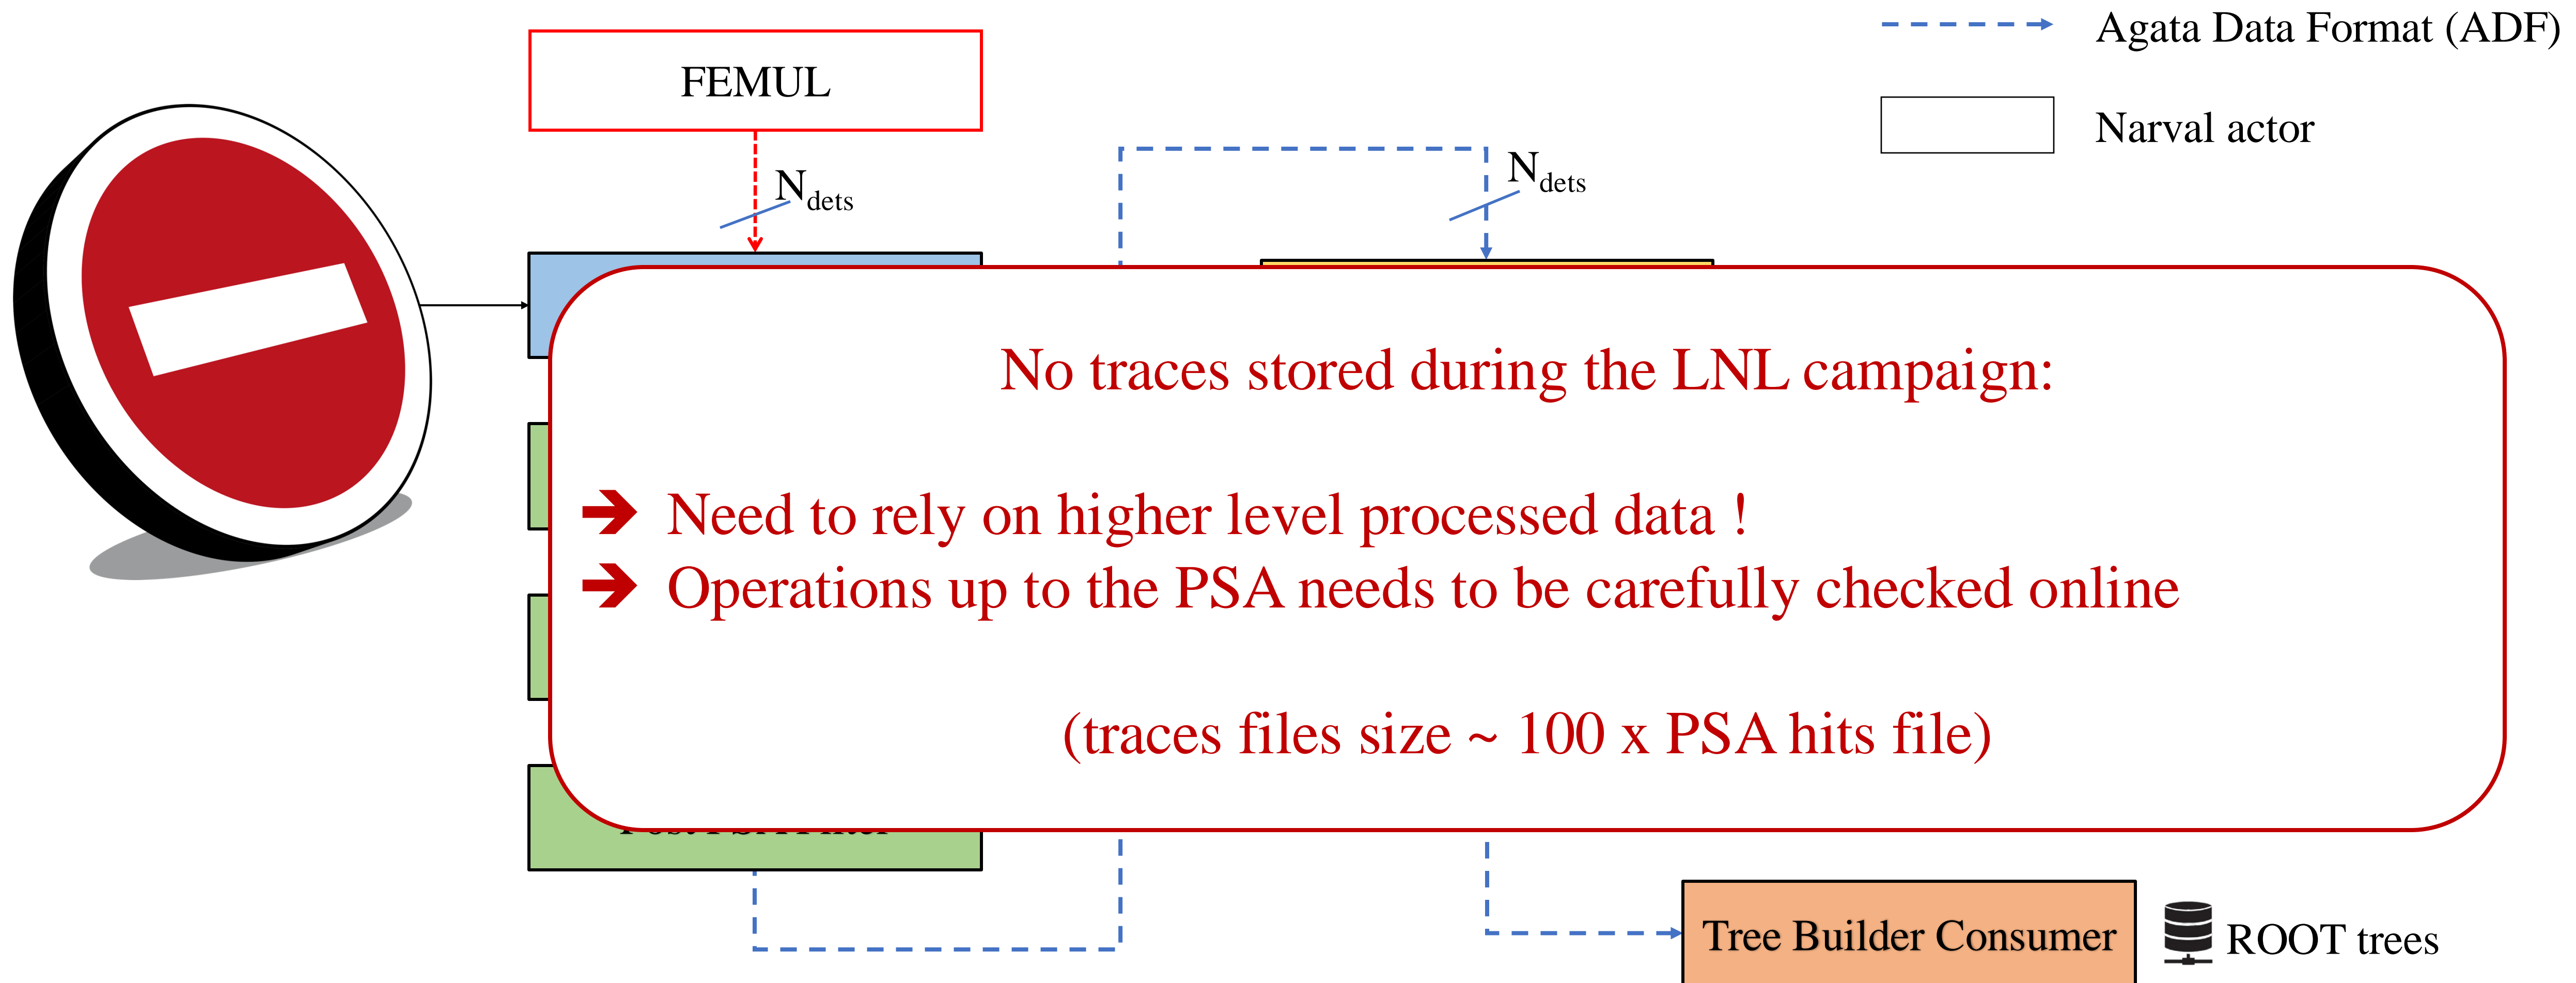 Agata Data Format (ADF)
FEMUL
Narval actor
N dets
N dets
No traces stored during the LNL campaign:
➔ Need to rely on higher level processed data !
➔ Operations up to the PSA needs to be carefully checked online
(traces files size ~ 100 x PSA hits file)
Tree Builder Consumer
ROOT trees